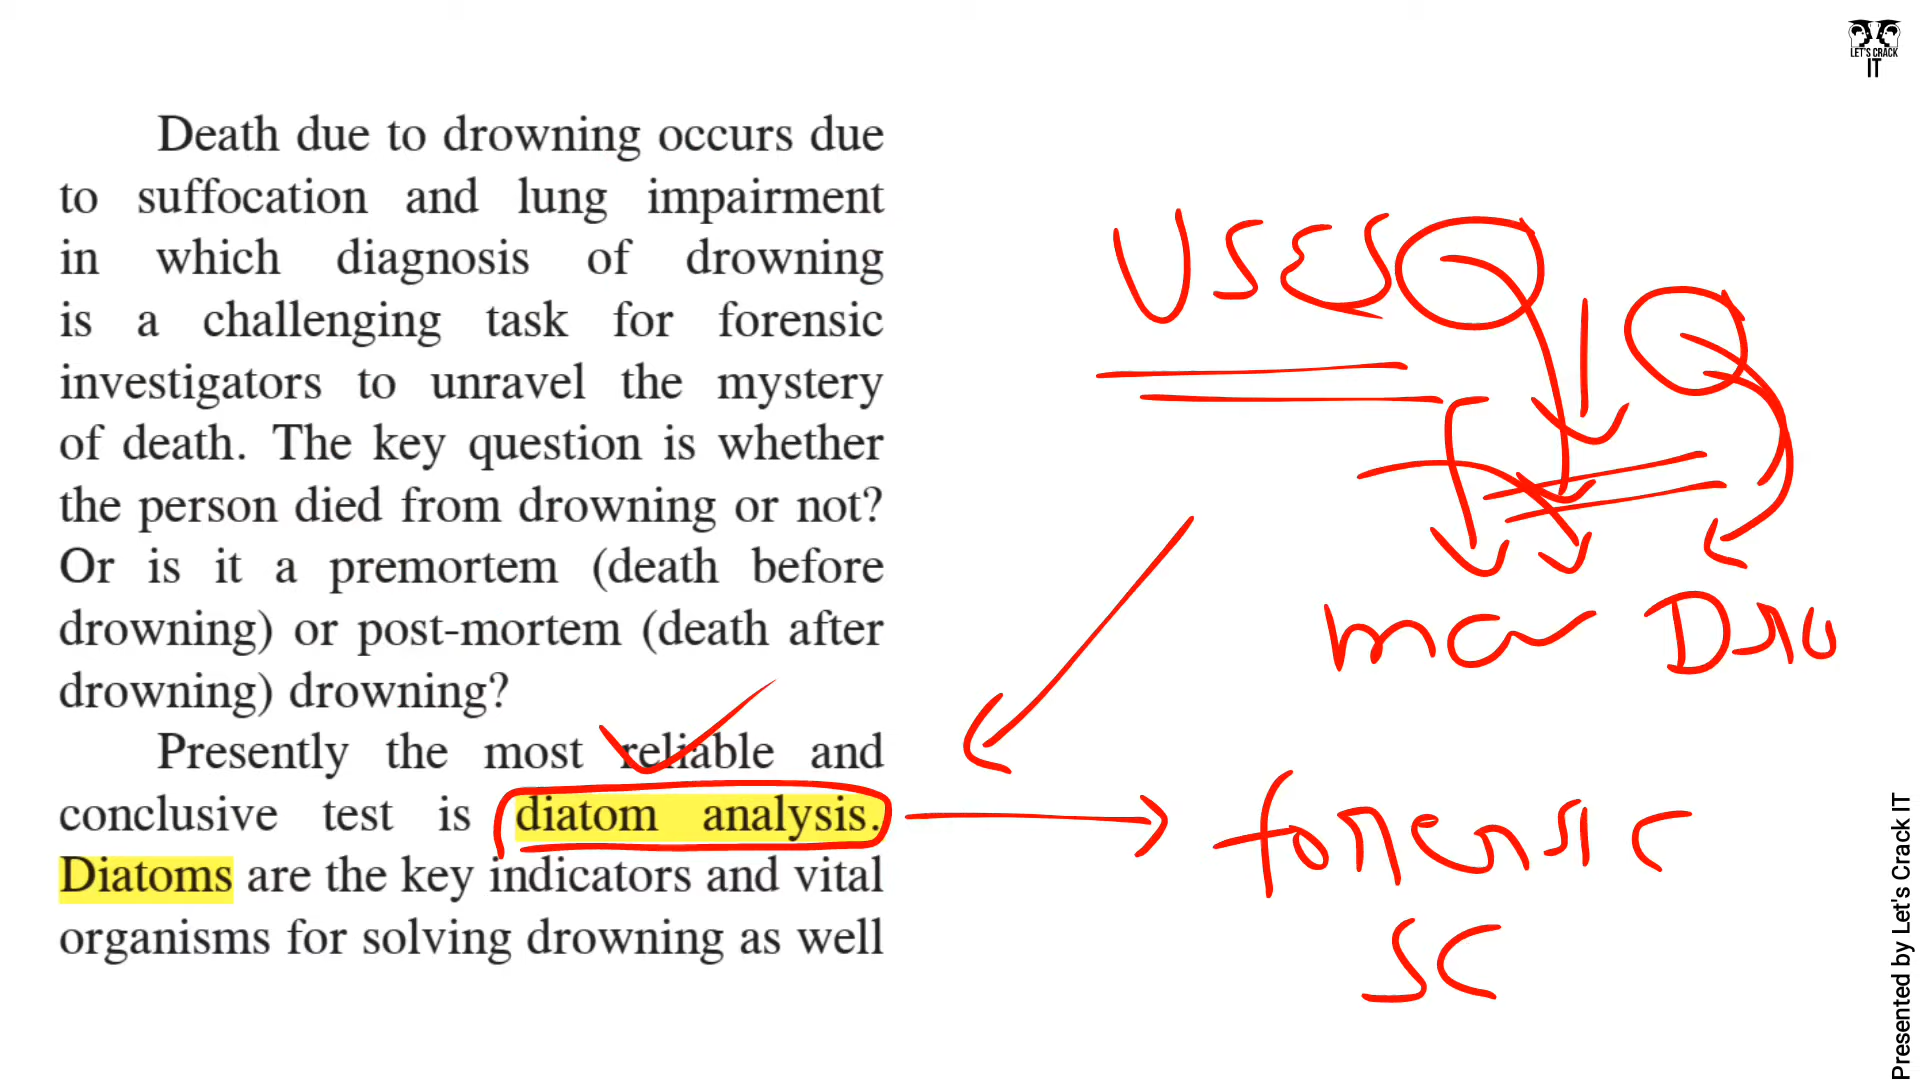 LET'S CRACK
IT
Death due to drowning occurs due
to suffocation and lung impairment
in which diagnosis of drowning
is a challenging task for forensic
investigators to unravel the mystery
of death. The key question is whether
the person died from drowning or not?
Or is it a premortem (death before
drowning) or post-mortem (death after
drowning) drowning?
Presently the most reliable and
conclusive test is diatom analysis.
Diatoms are the key indicators and vital
organisms for solving drowning as well
USES
forensic
SC
Presented by Let's Crack IT